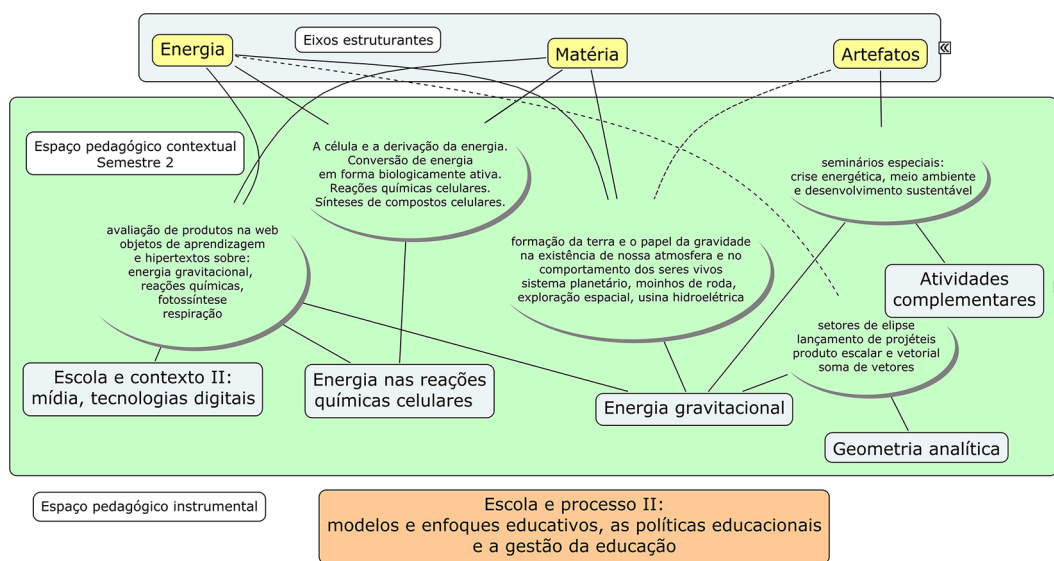 Eixos estruturantes
Energia
Matéria
Artefatos
Espaço pedagógico contextual
Semestre 2
A célula e a derivação da energia.
Conversão de energia
em forma biologicamente ativa.
Reações químicas celulares.
Sínteses de compostos celulares.
seminários especiais:
crise energética, meio ambiente
e desenvolvimento sustentável
avaliação de produtos na web
objetos de aprendizagem
e hipertextos sobre:
energia gravitacional,
reações químicas,
fotossíntese
respiração
formação da terra e o papel da gravidade
na existência de nossa atmosfera e no
comportamento dos seres vivos
sistema planetário, moinhos de roda,
exploração espacial, usina hidroelétrica
Atividades
complementares
setores de elipse
lançamento de projéteis
produto escalar e vetorial
soma de vetores
Escola e contexto II:
mídia, tecnologias digitais
Energia nas reações
químicas celulares
Energia gravitacional
Geometria analítica
Espaço pedagógico instrumental
Escola e processo II:
modelos e enfoques educativos, as políticas educacionais
e a gestão da educação